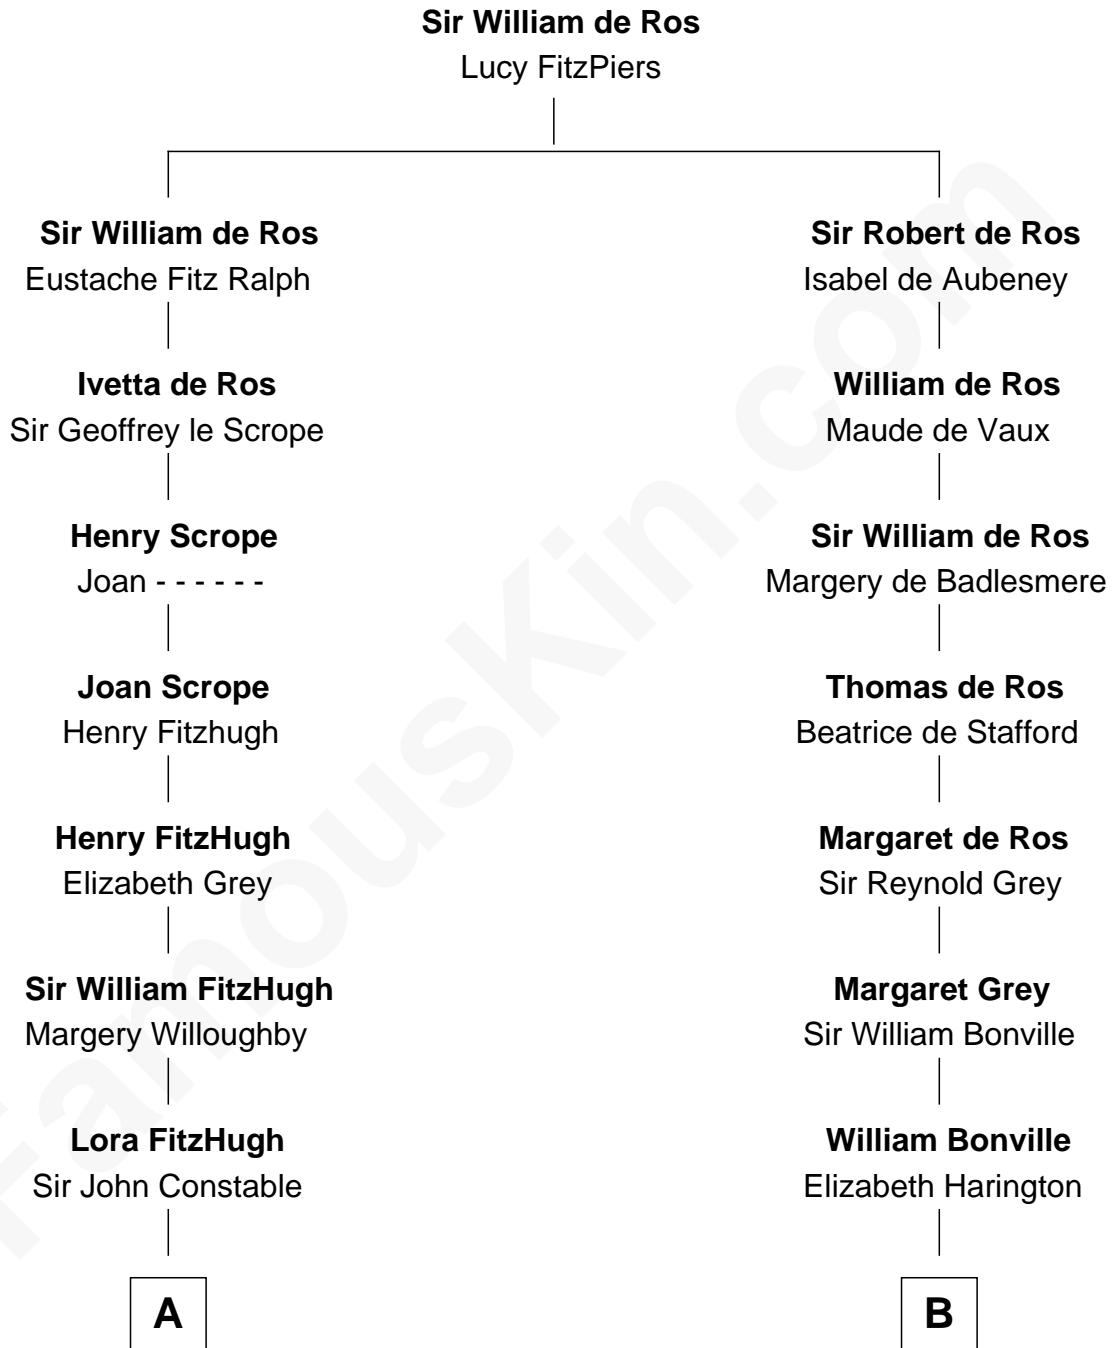 Sir William de Ros
Lucy FitzPiers
Sir William de Ros
Eustache Fitz Ralph
Ivetta de Ros
Sir Geoffrey le Scrope
Henry Scrope
Joan - - - - - -
Joan Scrope
Henry Fitzhugh
Henry FitzHugh
Elizabeth Grey
Sir William FitzHugh
Margery Willoughby
Lora FitzHugh
Sir John Constable
A
Sir Robert de Ros
Isabel de Aubeney
William de Ros
Maude de Vaux
Sir William de Ros
Margery de Badlesmere
Thomas de Ros
Beatrice de Stafford
Margaret de Ros
Sir Reynold Grey
Margaret Grey
Sir William Bonville
William Bonville
Elizabeth Harington
B
FamousKin.com